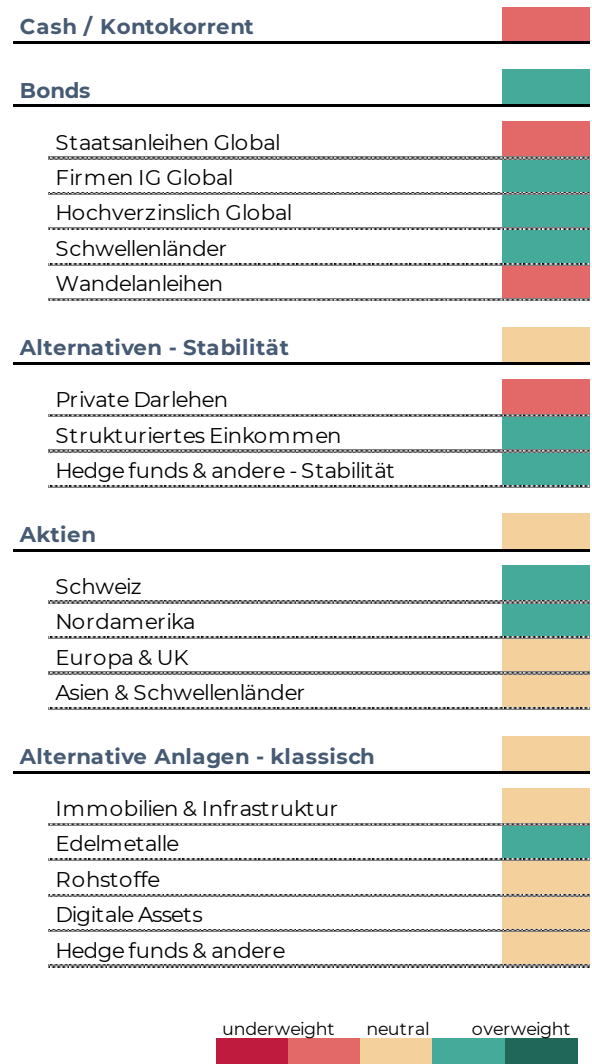 Cash / Kontokorrent
Bonds
Staatsanleihen Global
Firmen IG Global
Hochverzinslich Global
Schwellenländer
Wandelanleihen
Alternativen - Stabilität
Private Darlehen
Strukturiertes Einkommen
Hedge funds & andere - Stabilität
Aktien
Schweiz
Nordamerika
Europa & UK
Asien & Schwellenländer
Alternative Anlagen - klassisch
Immobilien & Infrastruktur
Edelmetalle
Rohstoffe
Digitale Assets
Hedge funds & andere
underweight neutral overweight